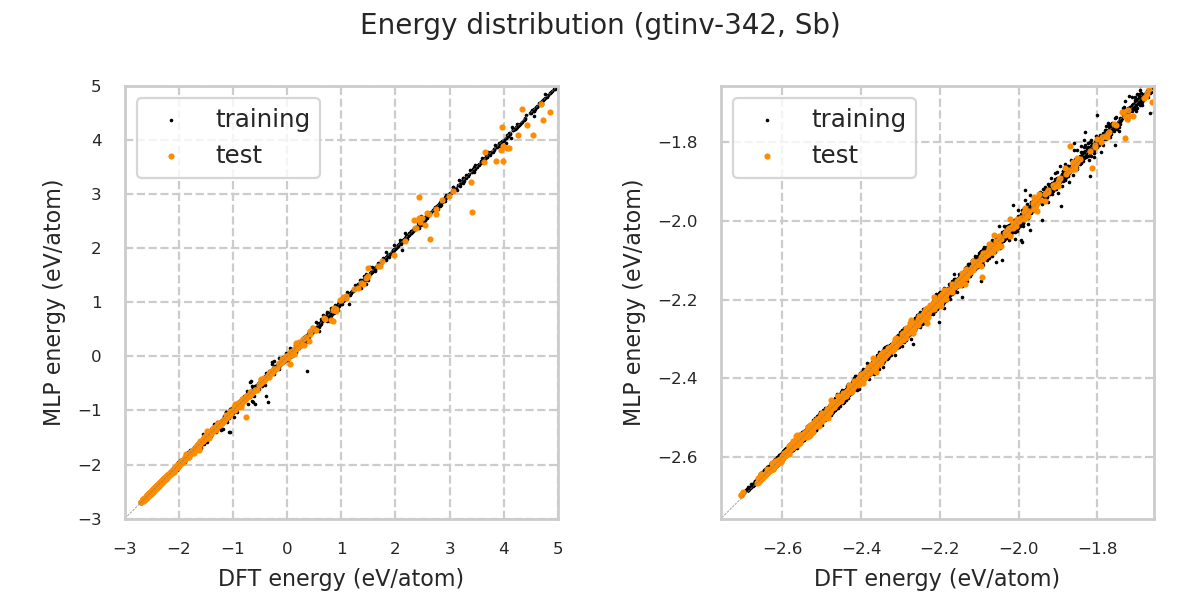 Energy distribution (gtinv-342, Sb)
training
test
5
4
3
2
1
0
−1
−2
−3
MLP energy (eV/atom)
−3 −2 −1 0 1 2 3 4 5
DFT energy (eV/atom)
training
test
−1.8
−2.0
−2.2
−2.4
−2.6
MLP energy (eV/atom)
−2.6 −2.4 −2.2 −2.0 −1.8
DFT energy (eV/atom)